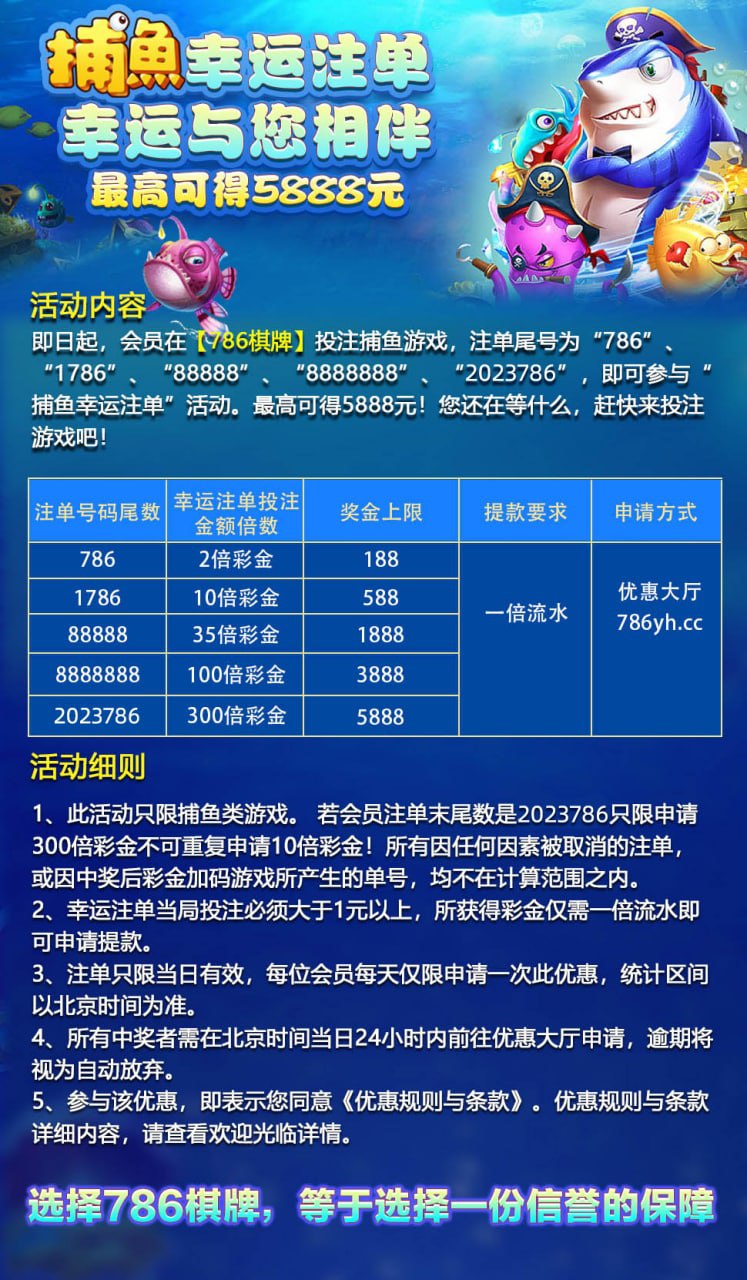 捕魚幸运注单
幸运与您相伴
最高可得5888元
活动内容
即日起，会员在【786棋牌】投注捕鱼游戏，注单尾号为“786”、
“1786”、“88888”、“8888888”、“2023786”，即可参与“
捕鱼幸运注单”活动。最高可得5888元！您还在等什么，赶快来投注
游戏吧！
注单号码尾数 幸运注单投注金额倍数 奖金上限 提款要求 申请方式
786 2倍彩金 188
1786 10倍彩金 588
88888 35倍彩金 1888
8888888 100倍彩金 3888
2023786 300倍彩金 5888
一倍流水
优惠大厅
786yh.cc
活动细则
1、此活动只限捕鱼类游戏。 若会员注单末尾数是2023786只限申请
300倍彩金不可重复申请10倍彩金！所有因任何因素被取消的注单，
或因中奖后彩金加码游戏所产生的单号，均不在计算范围之内。
2、幸运注单当局投注必须大于1元以上，所获得彩金仅需一倍流水即
可申请提款。
3、注单只限当日有效，每位会员每天仅限申请一次此优惠，统计区间
以北京时间为准。
4、所有中奖者需在北京时间当日24小时内前往优惠大厅申请，逾期将
视为自动放弃。
5、参与该优惠，即表示您同意《优惠规则与条款》。优惠规则与条款
详细内容，请查看欢迎光临详情。
选择786棋牌，等于选择一份信誉的保障